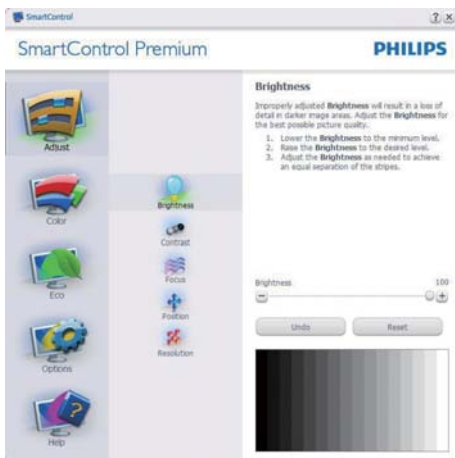 SmartControl
SmartControl Premium
PHILIPS
Adjust
Color
Eco
Options
Help
Brightness
Contrast
Focus
Position
Resolution
Brightness
Improperly adjusted Brightness will result in a loss of
detail in darker image areas. Adjust the Brightness for
the best possible picture quality.
1. Lower the Brightness to the minimum level.
2. Raise the Brightness to the desired level.
3. Adjust the Brightness as needed to achieve
an equal separation of the stripes.
Brightness 100
Undo Reset